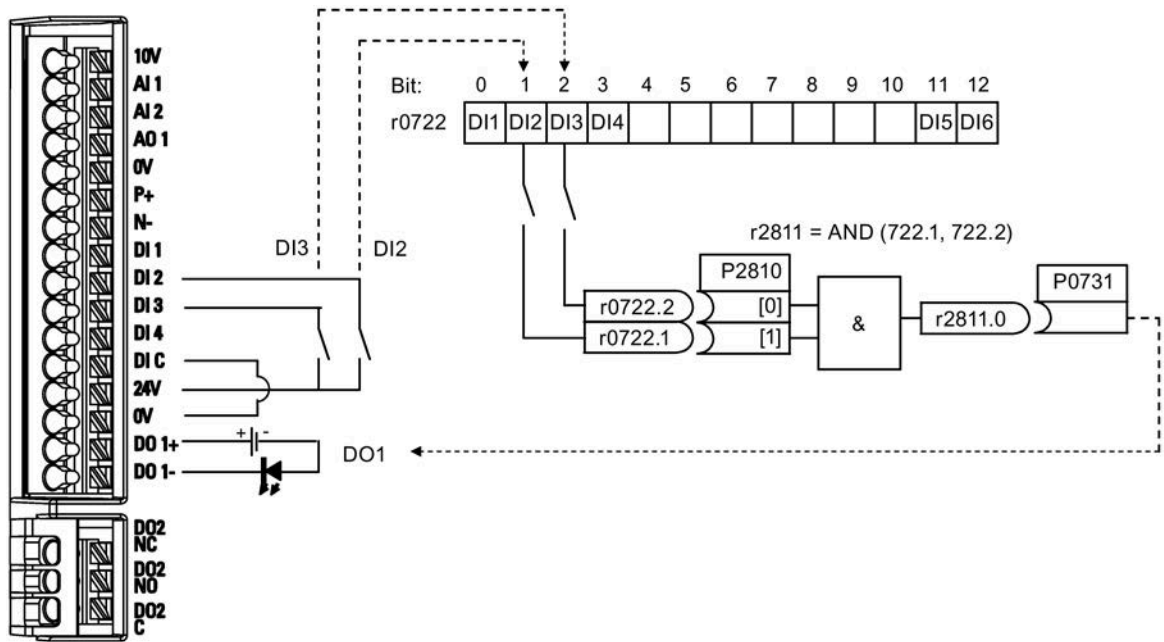 10V
AI 1
AI 2
AO 1
0V
P+
N-
DI 1
DI 2
DI 3
DI 4
DI C
24V
0V
DO 1+
DO 1-
DO2
NC
DO2
NO
DO2
C
DI3 DI2
+ -
DO1
Bit: 0 1 2 3 4 5 6 7 8 9 10 11 12
r0722 DI1 DI2 DI3 DI4 DI5 DI6
r2811 = AND (722.1, 722.2)
P2810
r0722.2 [0]
r0722.1 [1]
&
r2811.0
P0731